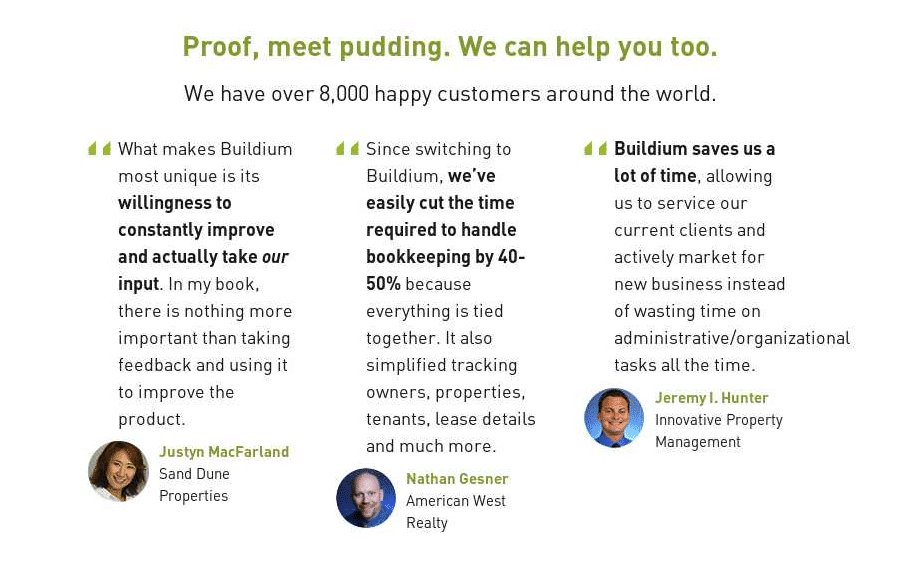 Proof, meet pudding. We can help you too.
We have over 8,000 happy customers around the world.
What makes Buildium
most unique is its
willingness to
constantly improve
and actually take our
input. In my book,
there is nothing more
important than taking
feedback and using it
to improve the
product.
Justyn MacFarland
Sand Dune
Properties
Since switching to
Buildium, we’ve
easily cut the time
required to handle
bookkeeping by 40-
50% because
everything is tied
together. It also
simplified tracking
owners, properties,
tenants, lease details
and much more.
Nathan Gesner
American West
Realty
Buildium saves us a
lot of time, allowing
us to service our
current clients and
actively market for
new business instead
of wasting time on
administrative/organizational
tasks all the time.
Jeremy I. Hunter
Innovative Property
Management